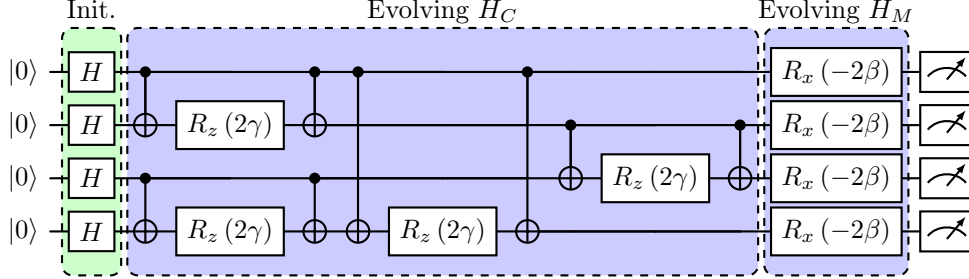 Init. Evolving H_C Evolving H_M
|0⟩ H R_x (−2β)
|0⟩ H R_z (2γ) R_x (−2β)
|0⟩ H R_z (2γ) R_x (−2β)
|0⟩ H R_z (2γ) R_z (2γ) R_x (−2β)